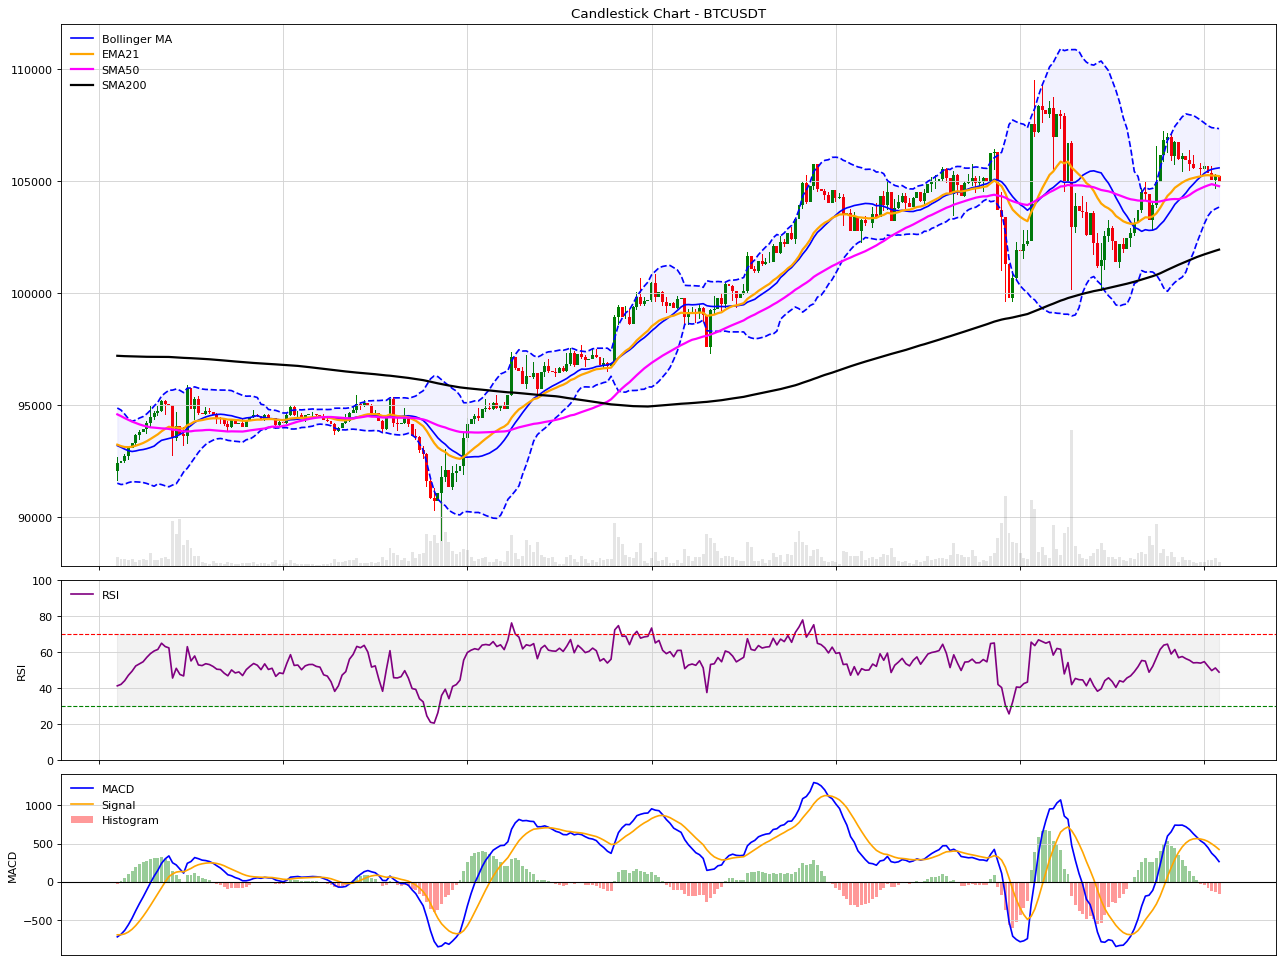 Candlestick Chart - BTCUSDT
Bollinger MA
EMA21
SMA50
SMA200
110000
105000
100000
95000
90000
RSI
100
80
60
40
20
0
RSI
MACD
Signal
Histogram
1000
500
0
−500
MACD